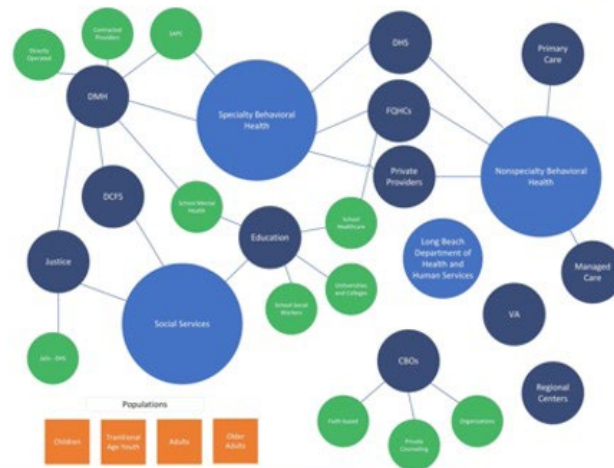 Contracted
Providers
SAPC
Directly
Operated
DMH
DHS
Primary
Care
Specialty Behavioral
Health
FQHCs
Nonspecialty Behavioral
Health
Private
Providers
DCFS
School Mental
Health
Education
School
Healthcare
Justice
Long Beach
Department of
Health and
Human Services
Managed
Care
Universities
and Colleges
School Social
Workers
Social Services
VA
Jails - DHS
CBOs
Regional
Centers
Faith-based
Private
Counseling
Organizations
Populations
Children
Age Youth
Adults
Older
Adults